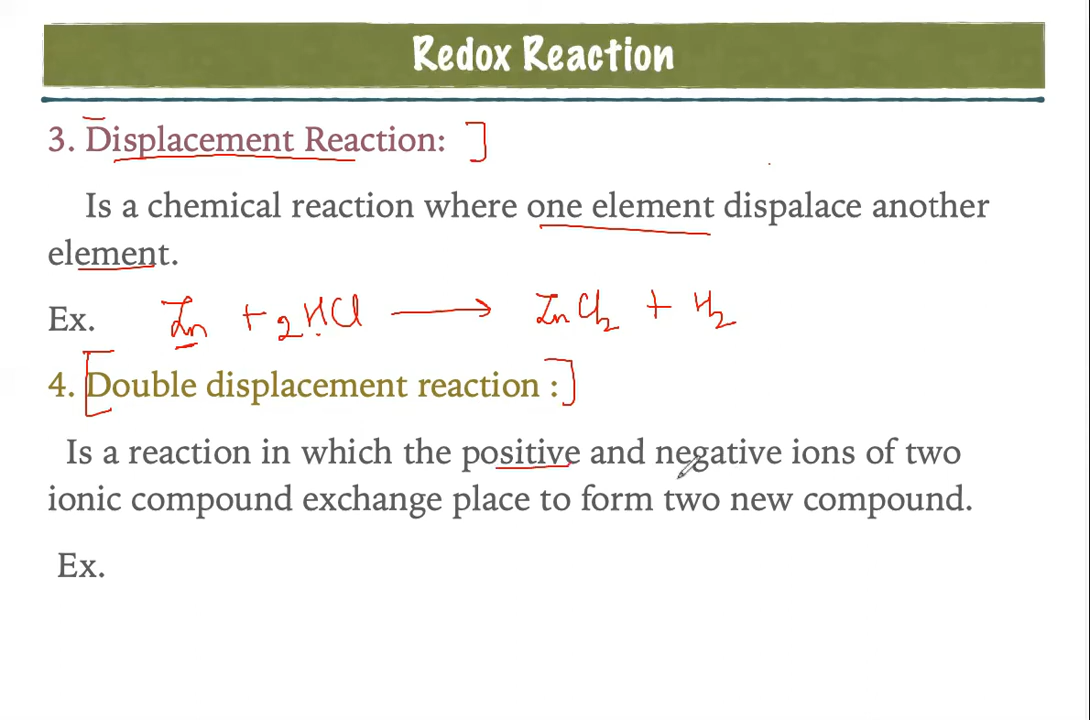 Redox Reaction
3. Displacement Reaction:
Is a chemical reaction where one element dispalace another
element.
Ex. Zn + 2HCl ⟶ ZnCl₂ + H₂
4. Double displacement reaction :
Is a reaction in which the positive and negative ions of two
ionic compound exchange place to form two new compound.
Ex.